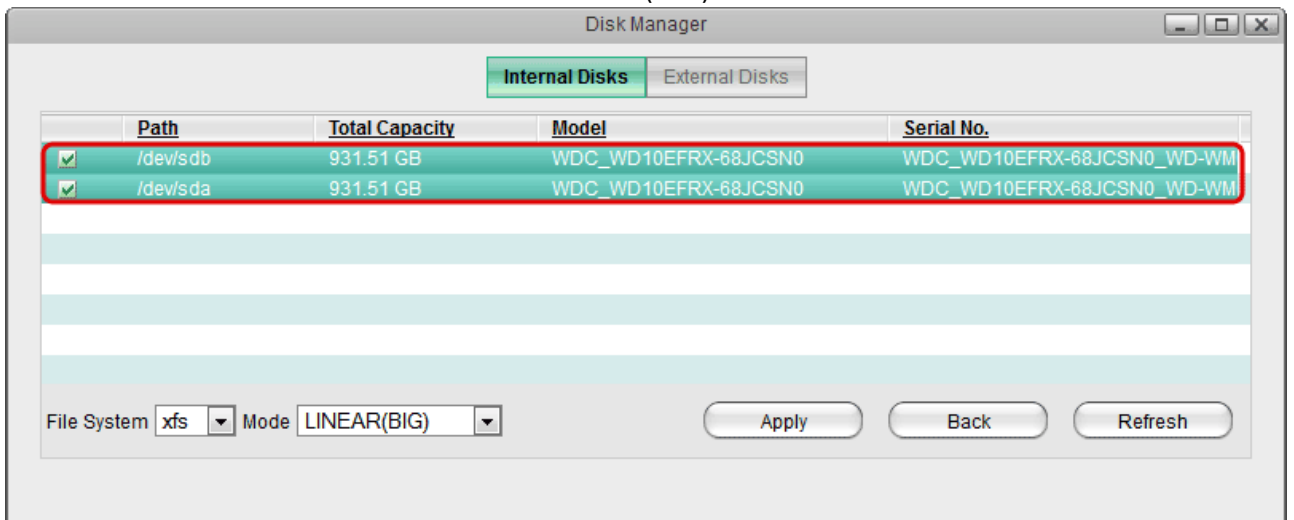 Disk Manager
Internal Disks External Disks
Path Total Capacity Model Serial No.
/dev/sdb 931.51 GB WDC_WD10EFRX-68JCSN0 WDC_WD10EFRX-68JCSN0_WD-WM
/dev/sda 931.51 GB WDC_WD10EFRX-68JCSN0 WDC_WD10EFRX-68JCSN0_WD-WM
File System xfs Mode LINEAR(BIG) Apply Back Refresh